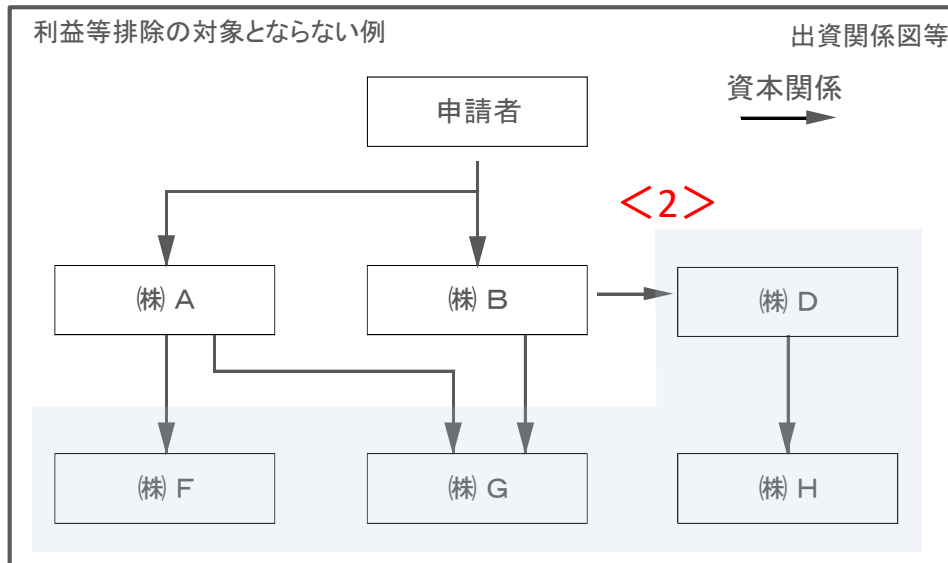 利益等排除の対象とならない例
出資関係図等
資本関係
申請者
＜2＞
㈱ A
㈱ B
㈱ D
㈱ F
㈱ G
㈱ H